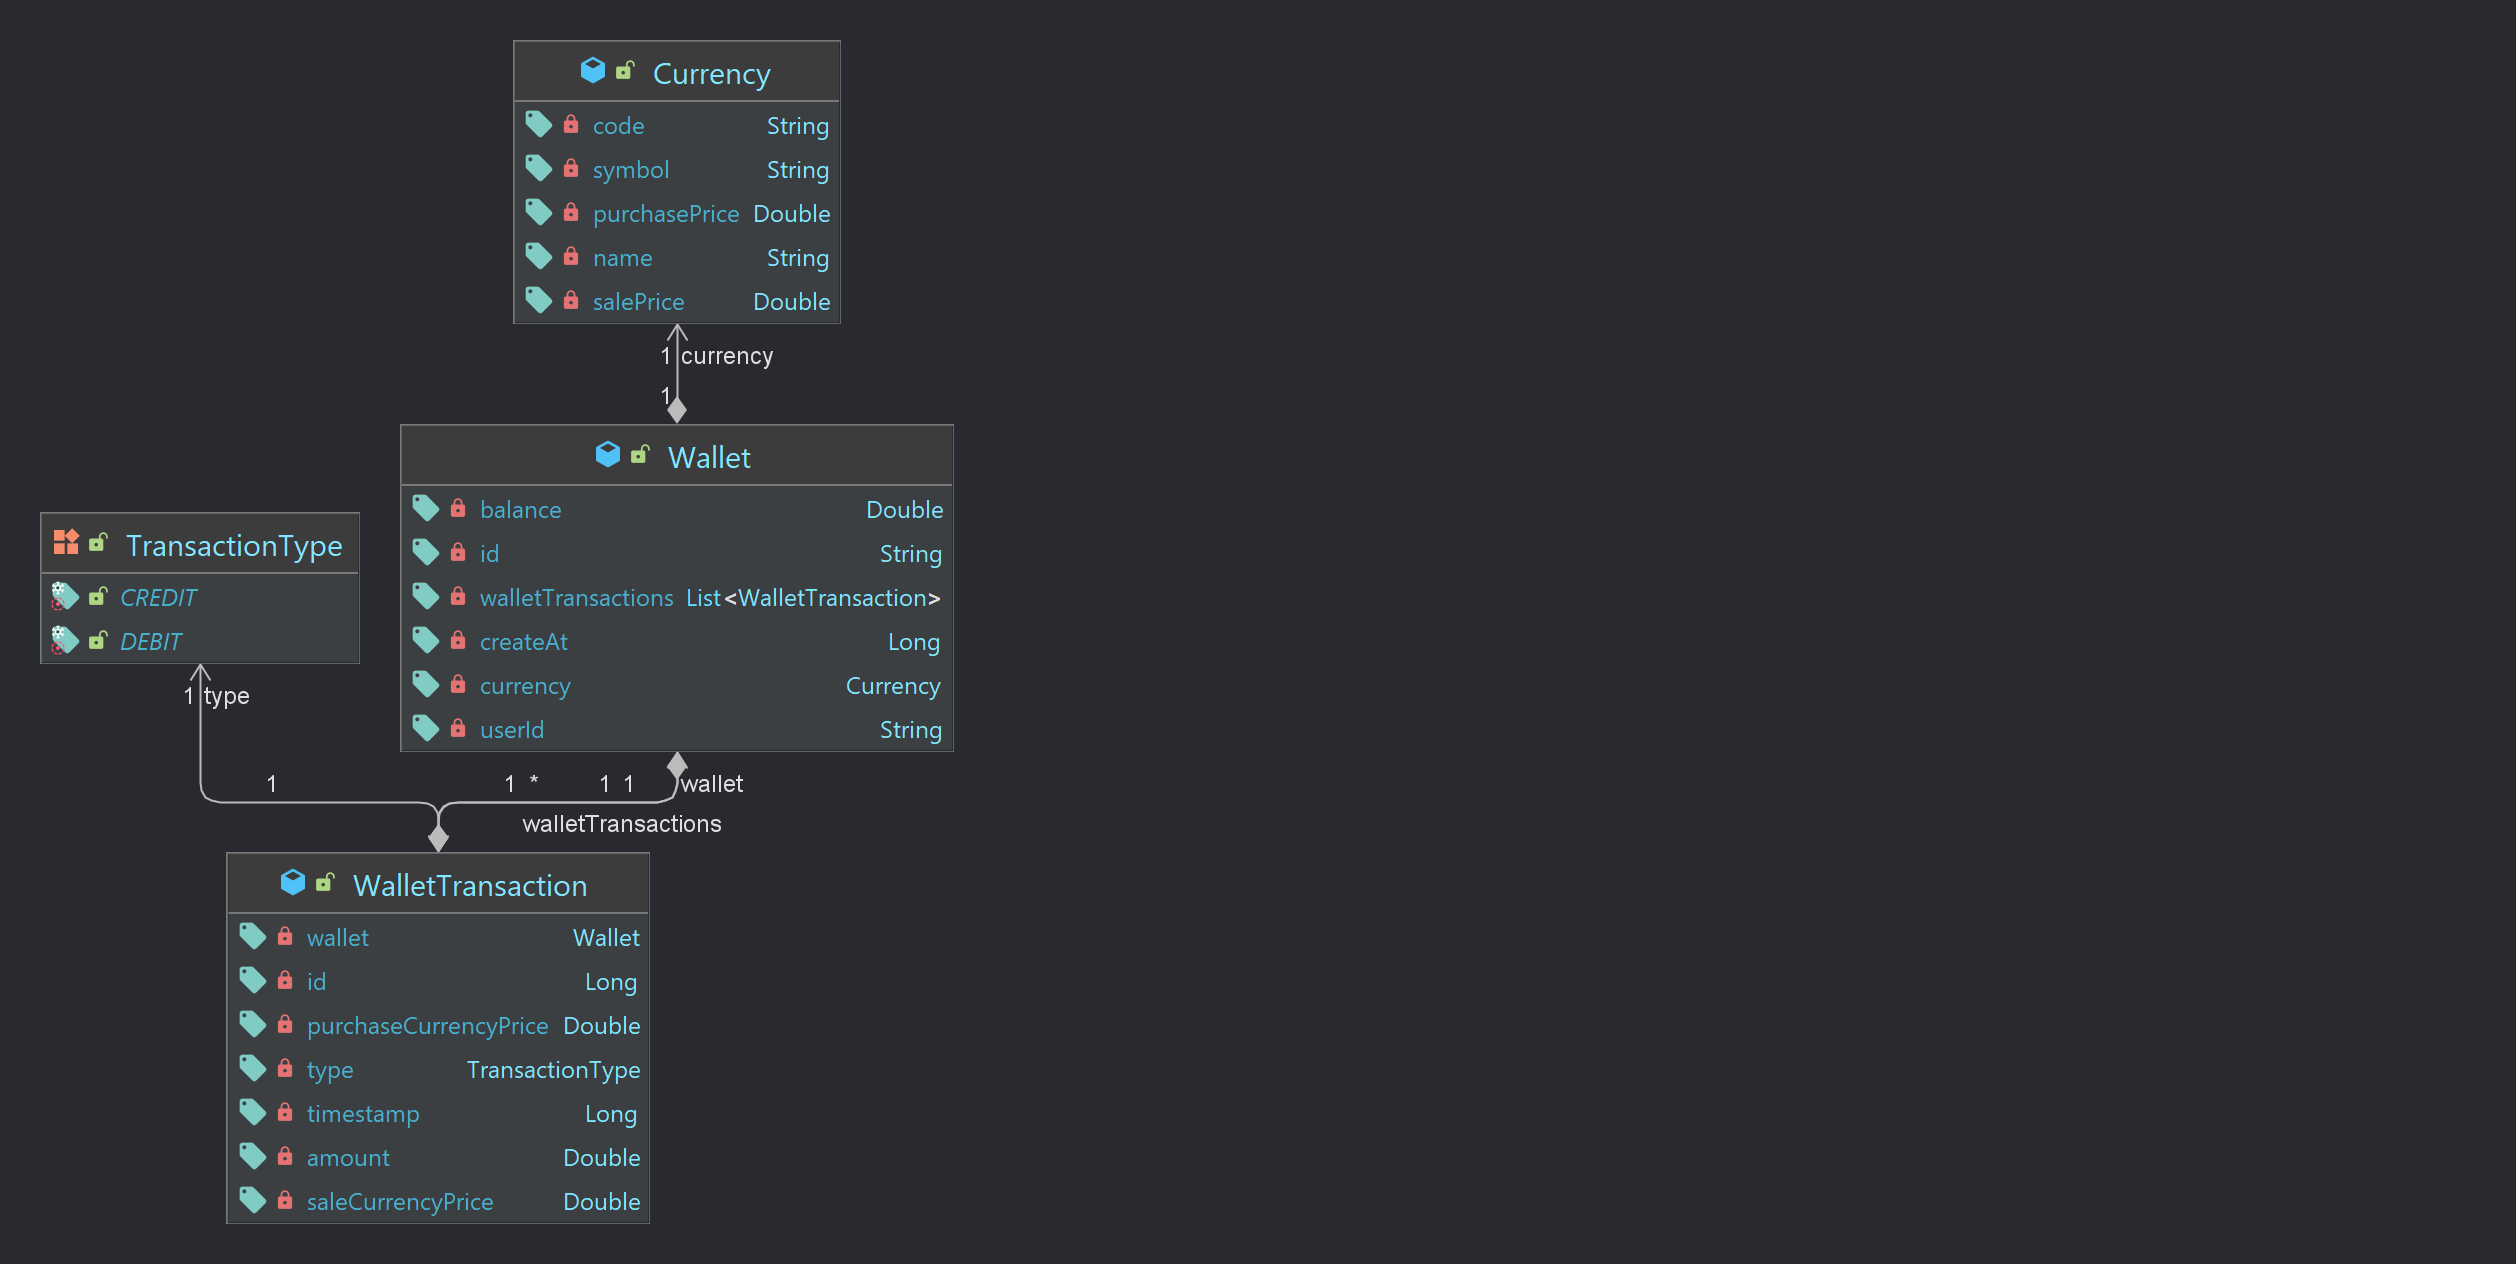 Currency
code String
symbol String
purchasePrice Double
name String
salePrice Double
1 currency
1
Wallet
balance Double
id String
walletTransactions List<WalletTransaction>
createAt Long
currency Currency
userId String
TransactionType
CREDIT
DEBIT
1 type
1 1 * 1 1 wallet
walletTransactions
WalletTransaction
wallet Wallet
id Long
purchaseCurrencyPrice Double
type TransactionType
timestamp Long
amount Double
saleCurrencyPrice Double